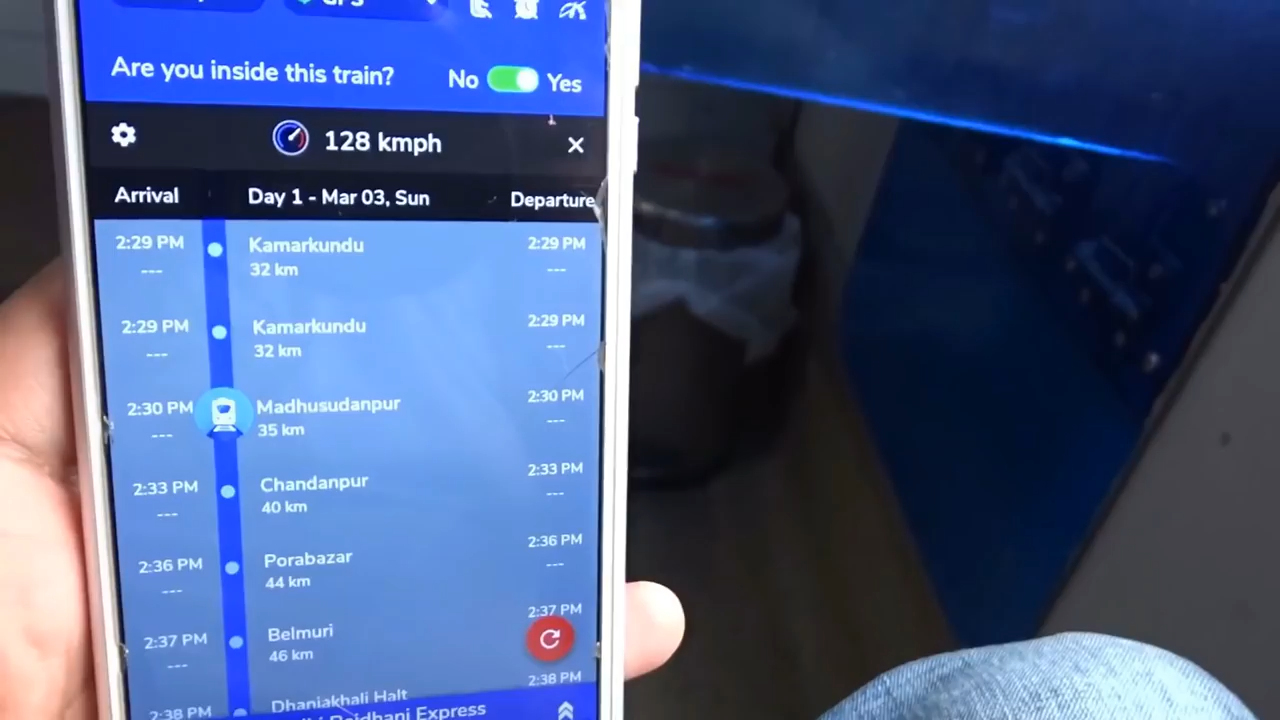 GPS
Are you inside this train? No Yes
128 kmph
Arrival Day 1 - Mar 03, Sun Departure
2:29 PM Kamarkundu 2:29 PM
--- 32 km ---
2:29 PM Kamarkundu 2:29 PM
--- 32 km ---
2:30 PM Madhusudanpur 2:30 PM
--- 35 km ---
2:33 PM Chandanpur 2:33 PM
--- 40 km ---
2:36 PM Porabazar 2:36 PM
--- 44 km ---
2:37 PM Belmuri 2:37 PM
--- 46 km
2:38 PM Dhaniakhali Halt 2:38 PM
Express